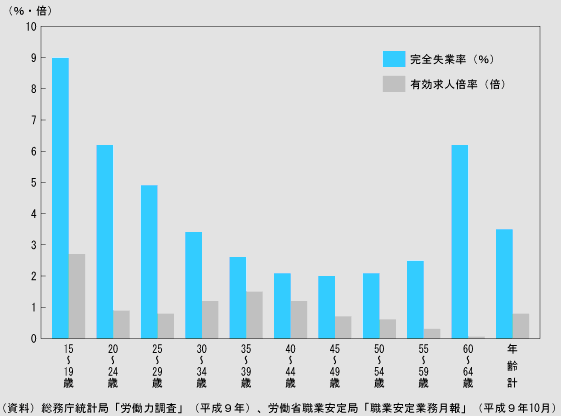 （％・倍）
10
9
8
7
6
5
4
3
2
1
0
完全失業率（％）
有効求人倍率（倍）
15～19歳
20～24歳
25～29歳
30～34歳
35～39歳
40～44歳
45～49歳
50～54歳
55～59歳
60～64歳
年齢計
（資料）総務庁統計局「労働力調査」（平成９年）、労働省職業安定局「職業安定業務月報」（平成９年10月）